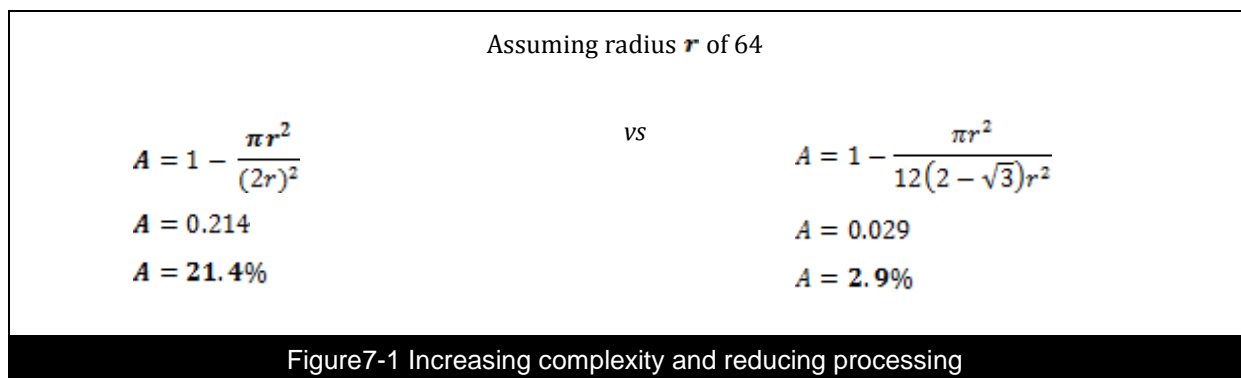 Assuming radius r of 64
A = 1 − πr²/(2r)²
vs
A = 1 − πr²/12(2 − √3)r²
A = 0.214
A = 0.029
A = 21.4%
A = 2.9%
Figure7-1 Increasing complexity and reducing processing